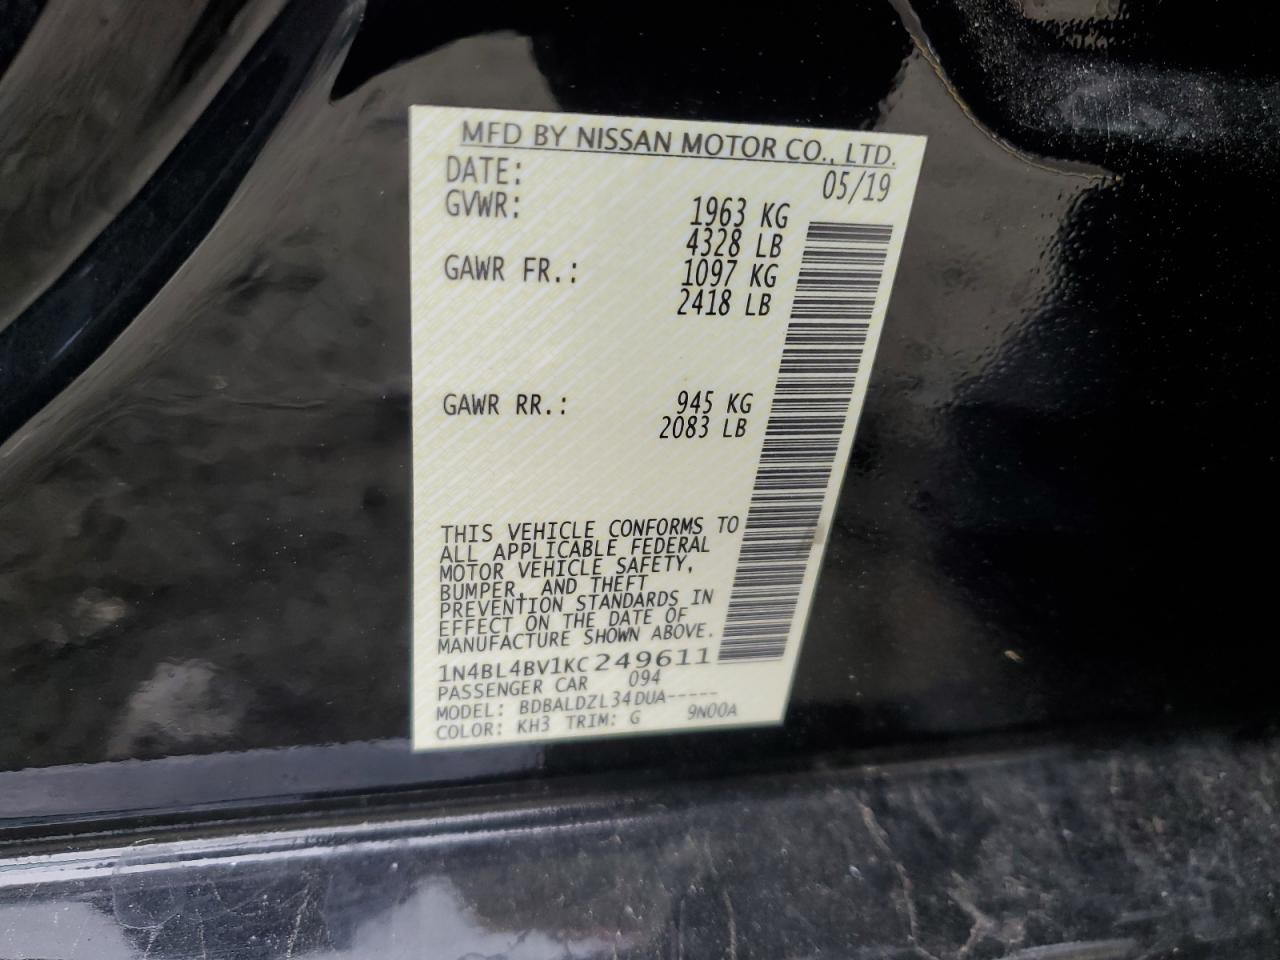 MFD BY NISSAN MOTOR CO., LTD.
DATE: 05/19
GVWR: 1963 KG
4328 LB
GAWR FR.: 1097 KG
2418 LB
GAWR RR.: 945 KG
2083 LB
THIS VEHICLE CONFORMS TO
ALL APPLICABLE FEDERAL
MOTOR VEHICLE SAFETY,
BUMPER, AND THEFT
PREVENTION STANDARDS IN
EFFECT ON THE DATE OF
MANUFACTURE SHOWN ABOVE.
1N4BL4BV1KC249611
PASSENGER CAR 094
MODEL: BDBALDZL34DUA-----
COLOR: KH3 TRIM: G 9N00A